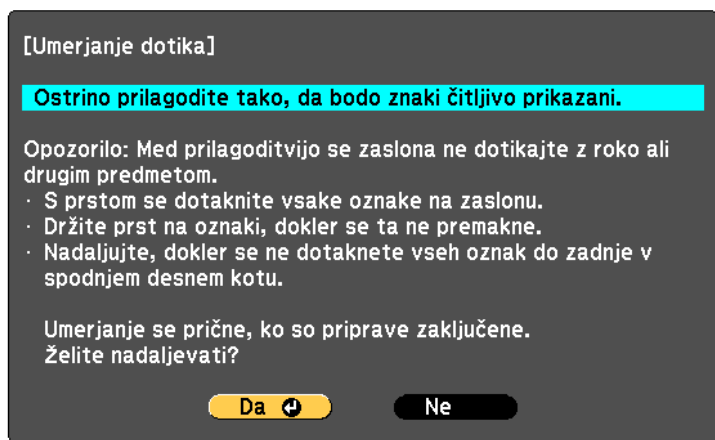 [Umerjanje dotika]
Ostrino prilagodite tako, da bodo znaki čitljivo prikazani.
Opozorilo: Med prilagoditvijo se zaslona ne dotikajte z roko ali
drugim predmetom.
· S prstom se dotaknite vsake oznake na zaslonu.
· Držite prst na oznaki, dokler se ta ne premakne.
· Nadaljujte, dokler se ne dotaknete vseh oznak do zadnje v
spodnjem desnem kotu.
Umerjanje se prične, ko so priprave zaključene.
Želite nadaljevati?
Da Ne